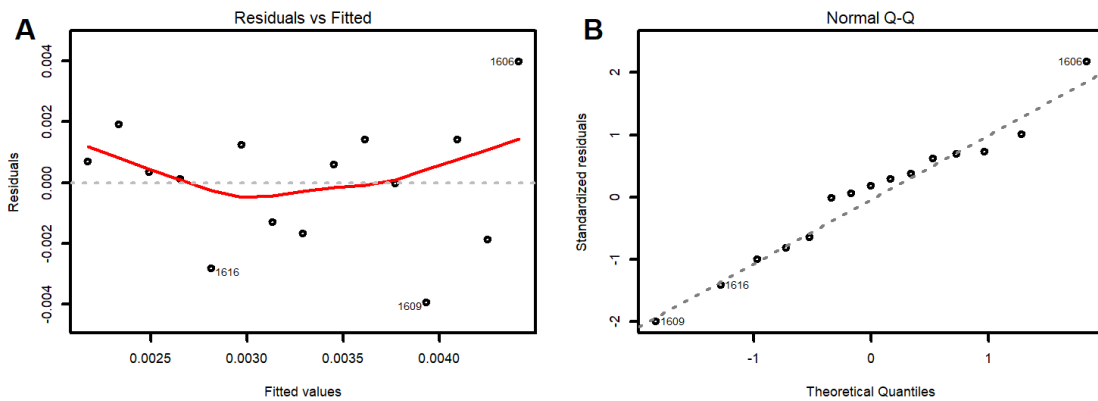 A
Residuals vs Fitted
Residuals
0.004
0.002
0.000
-0.002
-0.004
1606
1616
1609
0.0025 0.0030 0.0035 0.0040
Fitted values
B
Normal Q-Q
Standardized residuals
2
1
0
-1
-2
1606
1616
1609
-1 0 1
Theoretical Quantiles